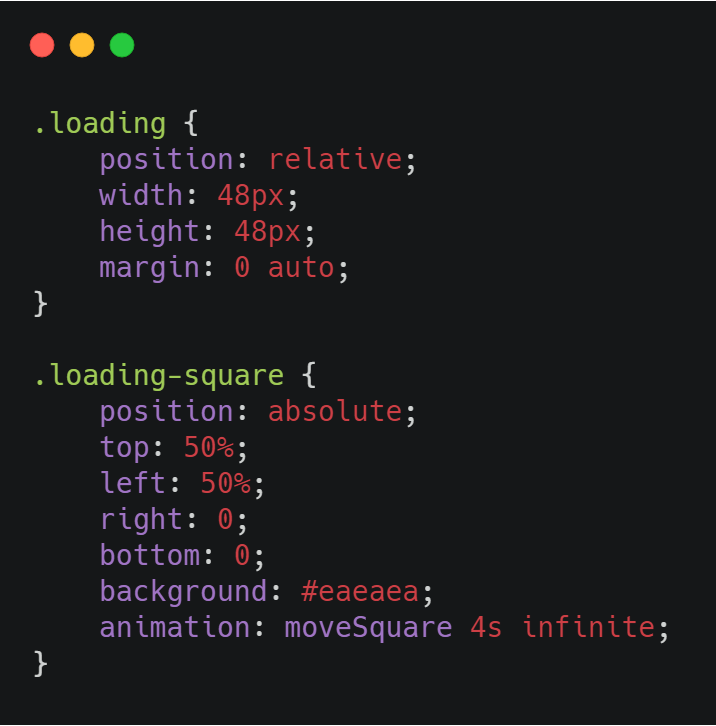 .loading {
    position: relative;
    width: 48px;
    height: 48px;
    margin: 0 auto;
}

.loading-square {
    position: absolute;
    top: 50%;
    left: 50%;
    right: 0;
    bottom: 0;
    background: #eaeaea;
    animation: moveSquare 4s infinite;
}